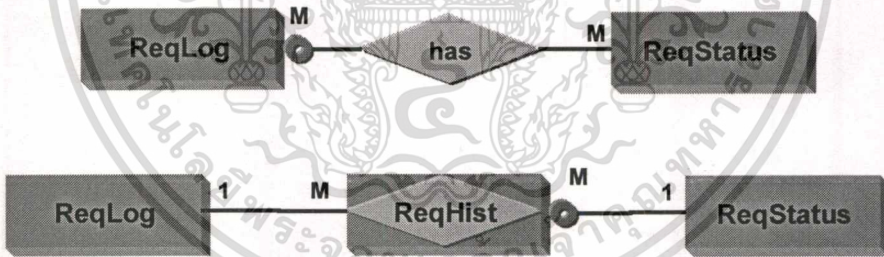 M
ReqLog has M ReqStatus
1 M M 1
ReqLog ReqHist ReqStatus